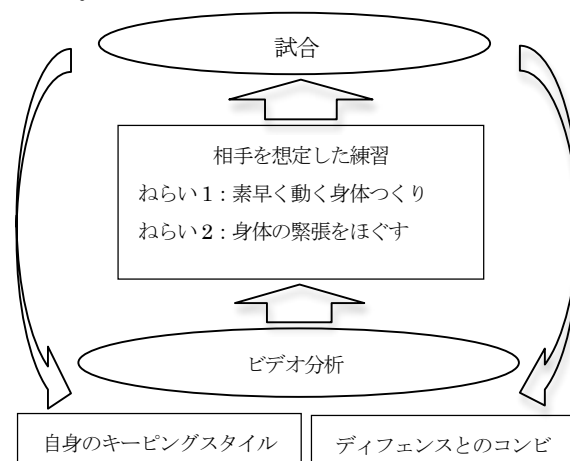 試合
相手を想定した練習
ねらい1:素早く動く身体つくり
ねらい2:身体の緊張をほぐす
ビデオ分析
自身のキーピングスタイル
ディフェンスとのコンビ